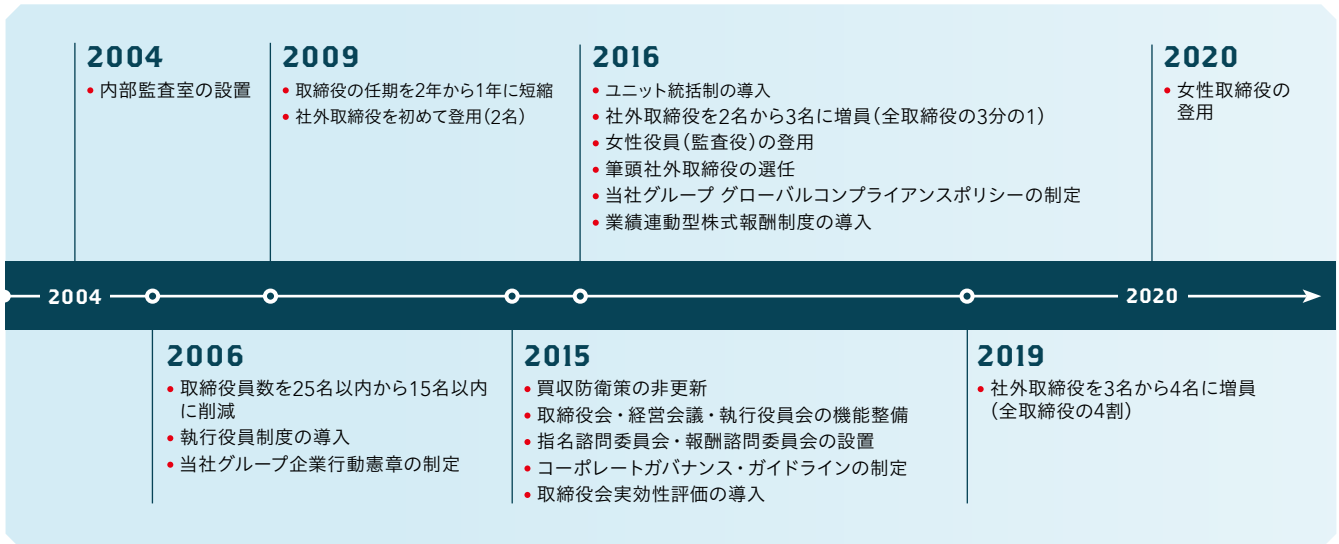 2004
• 内部監査室の設置
2009
• 取締役の任期を2年から1年に短縮
• 社外取締役を初めて登用（2名）
2016
• ユニット統括制の導入
• 社外取締役を2名から3名に増員（全取締役の3分の1）
• 女性役員（監査役）の登用
• 筆頭社外取締役の選任
• 当社グループ グローバルコンプライアンスポリシーの制定
• 業績連動型株式報酬制度の導入
2020
• 女性取締役の
登用
2004
2020
2006
• 取締役員数を25名以内から15名以内
に削減
• 執行役員制度の導入
• 当社グループ企業行動憲章の制定
2015
• 買収防衛策の非更新
• 取締役会・経営会議・執行役員会の機能整備
• 指名諮問委員会・報酬諮問委員会の設置
• コーポレートガバナンス・ガイドラインの制定
• 取締役会実効性評価の導入
2019
• 社外取締役を3名から4名に増員
（全取締役の4割）